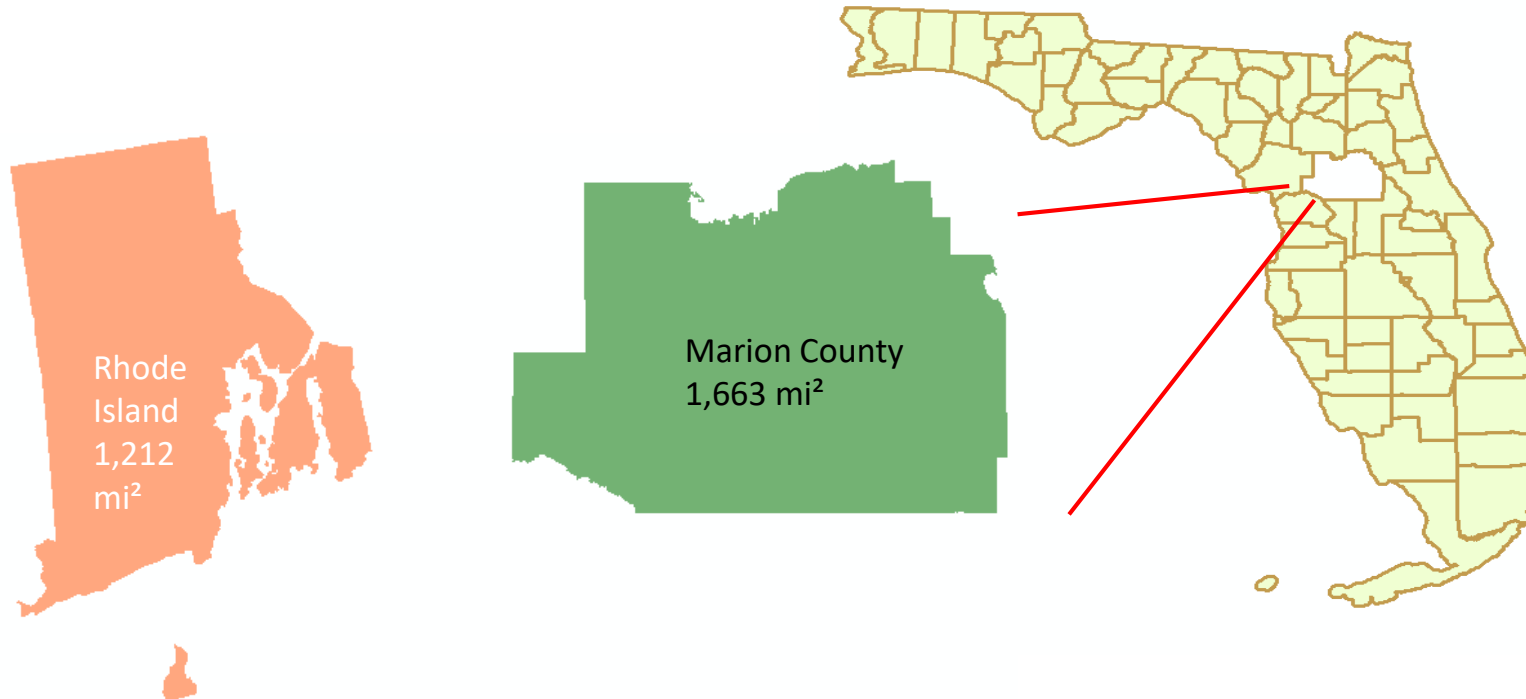 Rhode
Island
1,212
mi²
Marion County
1,663 mi²